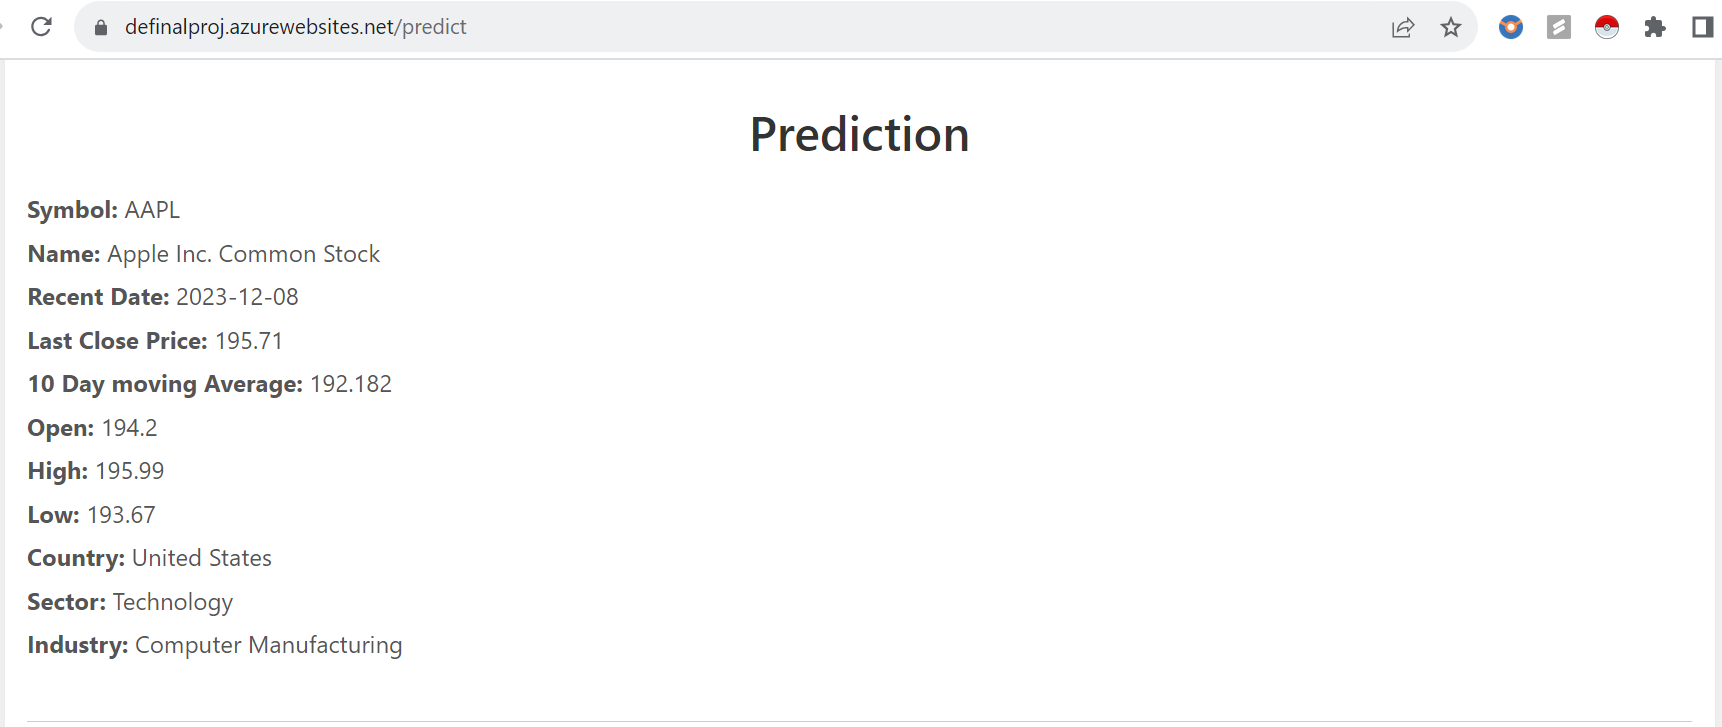 definalproj.azurewebsites.net/predict
Prediction
Symbol: AAPL
Name: Apple Inc. Common Stock
Recent Date: 2023-12-08
Last Close Price: 195.71
10 Day moving Average: 192.182
Open: 194.2
High: 195.99
Low: 193.67
Country: United States
Sector: Technology
Industry: Computer Manufacturing